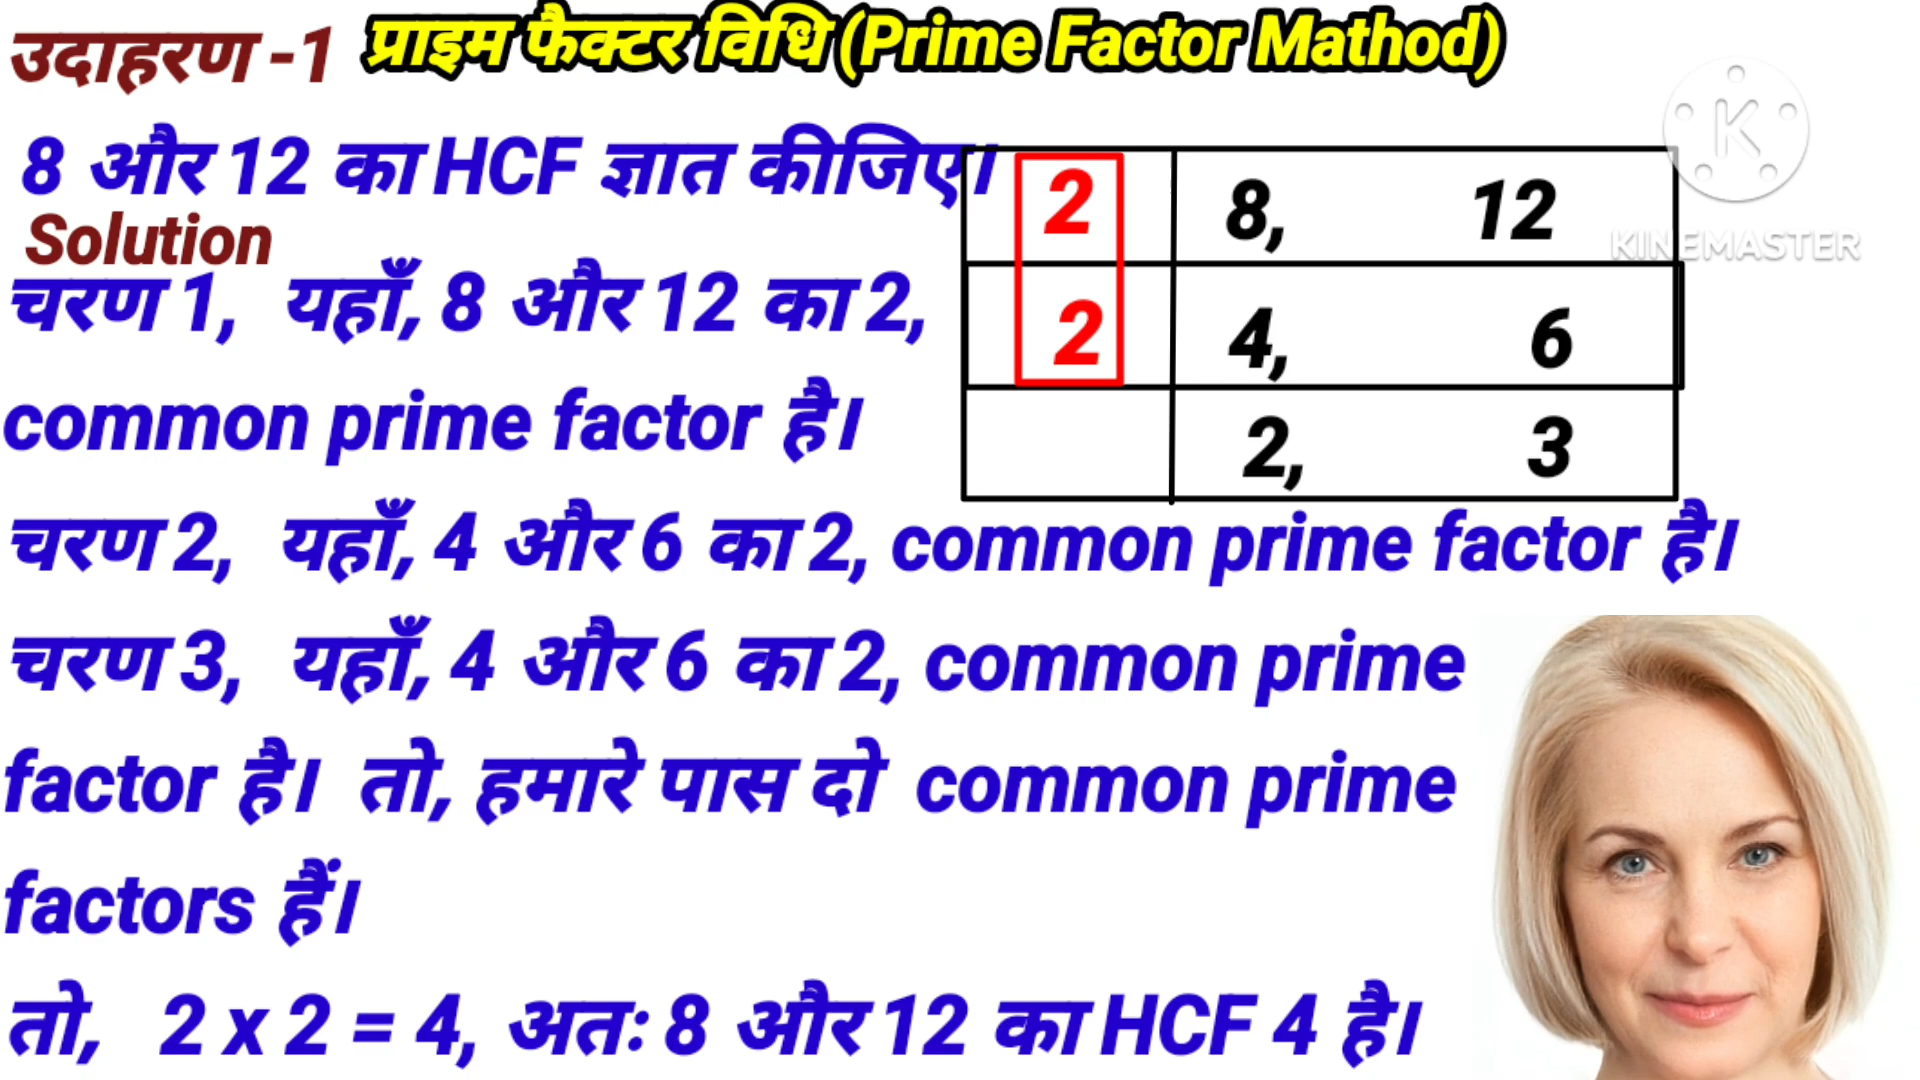 उदाहरण -1 प्राइम फैक्टर विधि (Prime Factor Mathod)
8 और 12 का HCF ज्ञात कीजिए।
Solution
चरण 1, यहाँ, 8 और 12 का 2,
common prime factor है।
2 8, 12
2 4, 6
2, 3
K
KINEMASTER
चरण 2, यहाँ, 4 और 6 का 2, common prime factor है।
चरण 3, यहाँ, 4 और 6 का 2, common prime
factor है। तो, हमारे पास दो common prime
factors हैं।
तो, 2 x 2 = 4, अतः 8 और 12 का HCF 4 है।